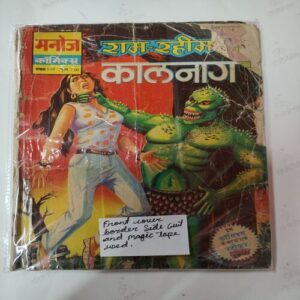 मनोज
कॉमिक्स
राम-रहीम
कालनाग
Front cover
border side cut
and magic tape
used.